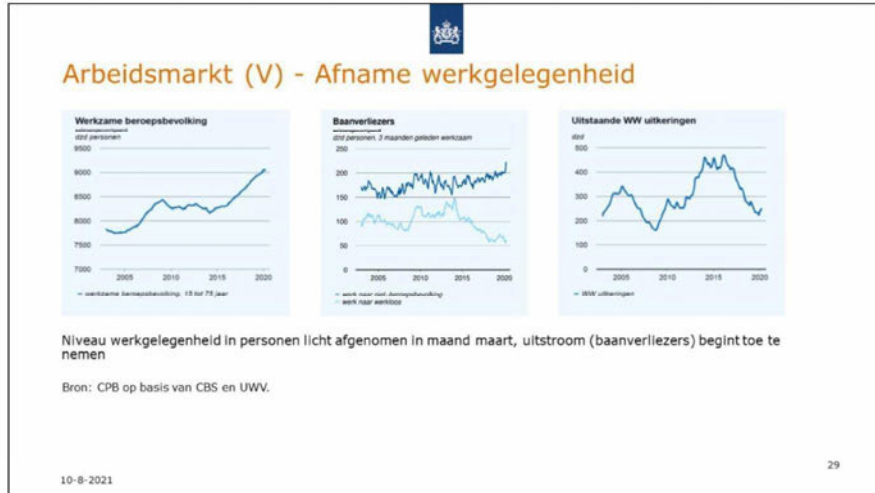 Arbeidsmarkt (V) - Afname werkgelegenheid
Werkzame beroepsbevolking
dzd personen
9500
9000
8500
8000
7500
7000
2005 2010 2015 2020
werkzame beroepsbevolking, 15 tot 75 jaar
Baanverliezers
dzd personen, 3 maanden geleden werkzaam
250
200
150
100
50
0
2005 2010 2015 2020
werk naar niet-beroepsbevolking
werk naar werkloos
Uitstaande WW uitkeringen
dzd
500
400
300
200
100
0
2005 2010 2015 2020
WW uitkeringen
Niveau werkgelegenheid in personen licht afgenomen in maand maart, uitstroom (baanverliezers) begint toe te
nemen
Bron: CPB op basis van CBS en UWV.
29
10-8-2021